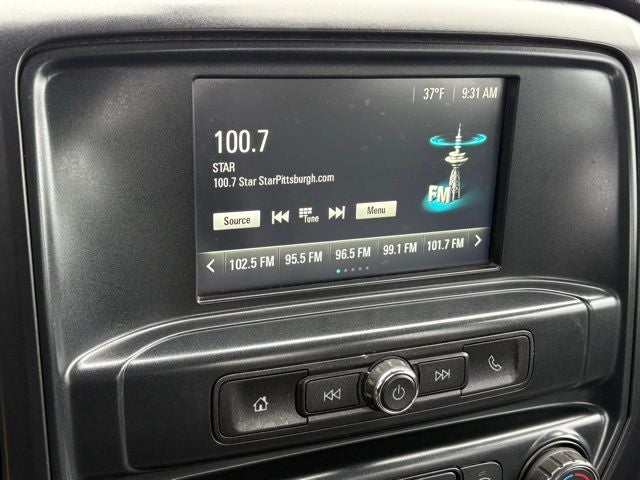 37°F 9:31 AM
100.7
STAR
100.7 Star StarPittsburgh.com
FM
Source Tune Menu
102.5 FM 95.5 FM 96.5 FM 99.1 FM 101.7 FM